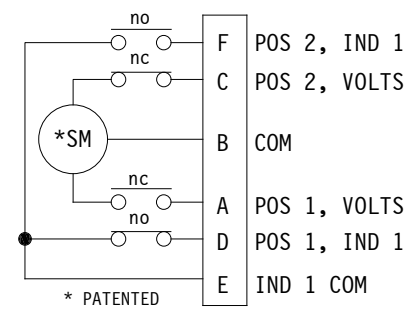 no
F POS 2, IND 1
nc
C POS 2, VOLTS
*SM
B COM
nc
A POS 1, VOLTS
no
D POS 1, IND 1
E IND 1 COM
* PATENTED